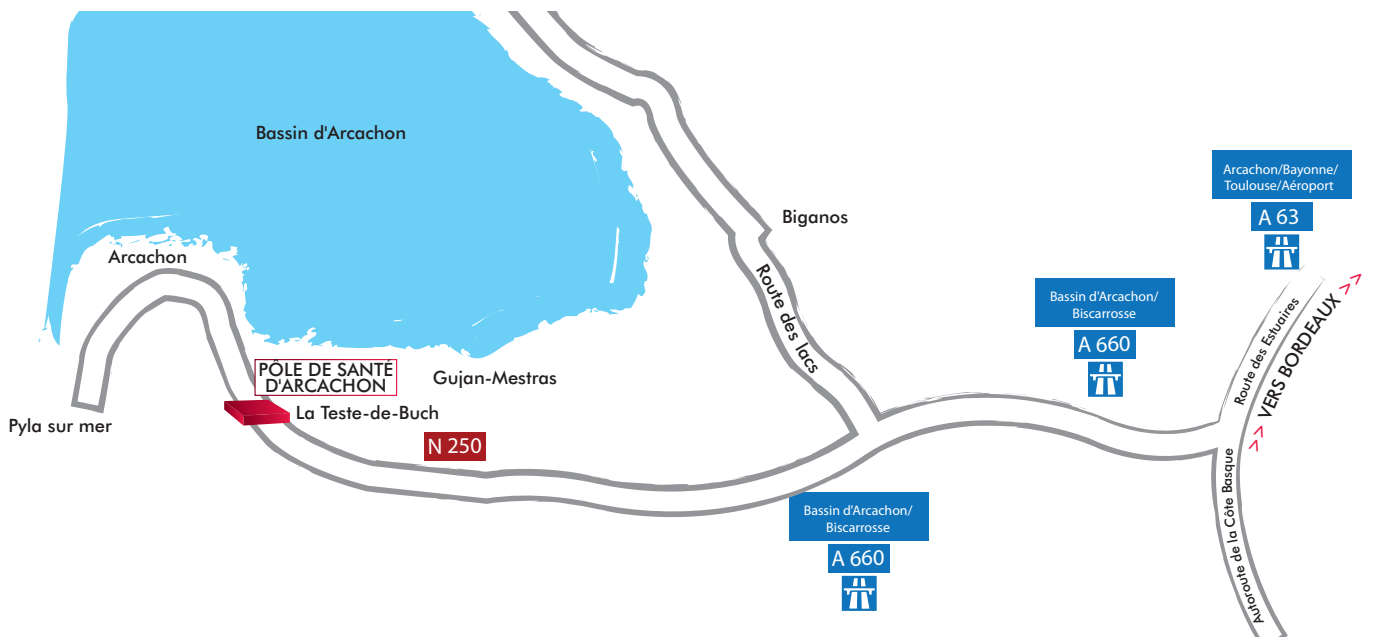 Bassin d'Arcachon
Arcachon/Bayonne/
Toulouse/Aéroport
A 63
Biganos
Arcachon
Route des lacs
Bassin d'Arcachon/
Biscarrosse
A 660
Route des Estuaires
>> VERS BORDEAUX >>
PÔLE DE SANTÉ
D'ARCACHON
Gujan-Mestras
La Teste-de-Buch
Pyla sur mer
N 250
Autoroute de la Côte Basque
Bassin d'Arcachon/
Biscarrosse
A 660